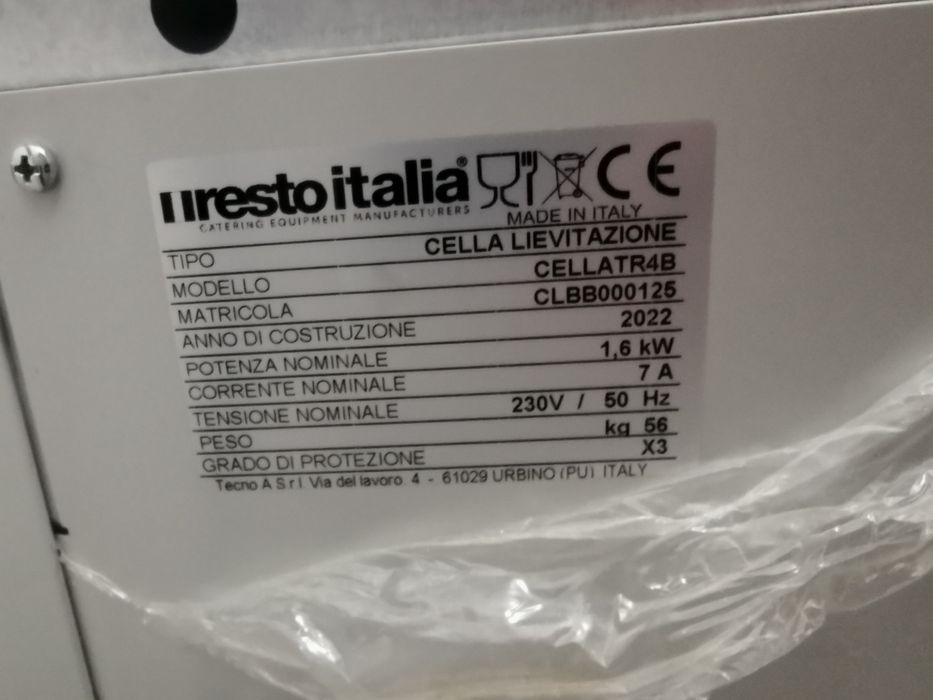 restoitalia®
CATERING EQUIPMENT MANUFACTURERS
CE
MADE IN ITALY
TIPO CELLA LIEVITAZIONE
MODELLO CELLATR4B
MATRICOLA CLBB000125
ANNO DI COSTRUZIONE 2022
POTENZA NOMINALE 1,6 kW
CORRENTE NOMINALE 7 A
TENSIONE NOMINALE 230V / 50 Hz
PESO kg 56
GRADO DI PROTEZIONE X3
Tecno A S.r.l. Via del lavoro 4 - 61029 URBINO (PU) ITALY